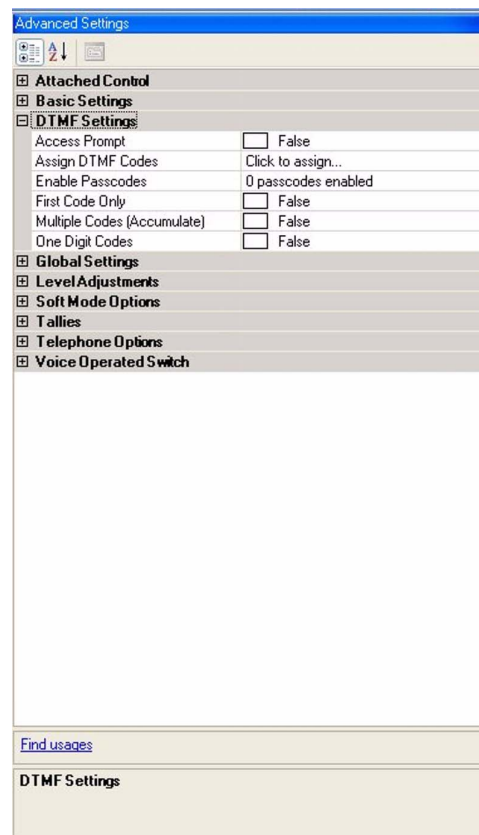 Advanced Settings
Attached Control
Basic Settings
DTMF Settings
Access Prompt False
Assign DTMF Codes Click to assign...
Enable Passcodes 0 passcodes enabled
First Code Only False
Multiple Codes (Accumulate) False
One Digit Codes False
Global Settings
Level Adjustments
Soft Mode Options
Tallies
Telephone Options
Voice Operated Switch
Find usages
DTMF Settings